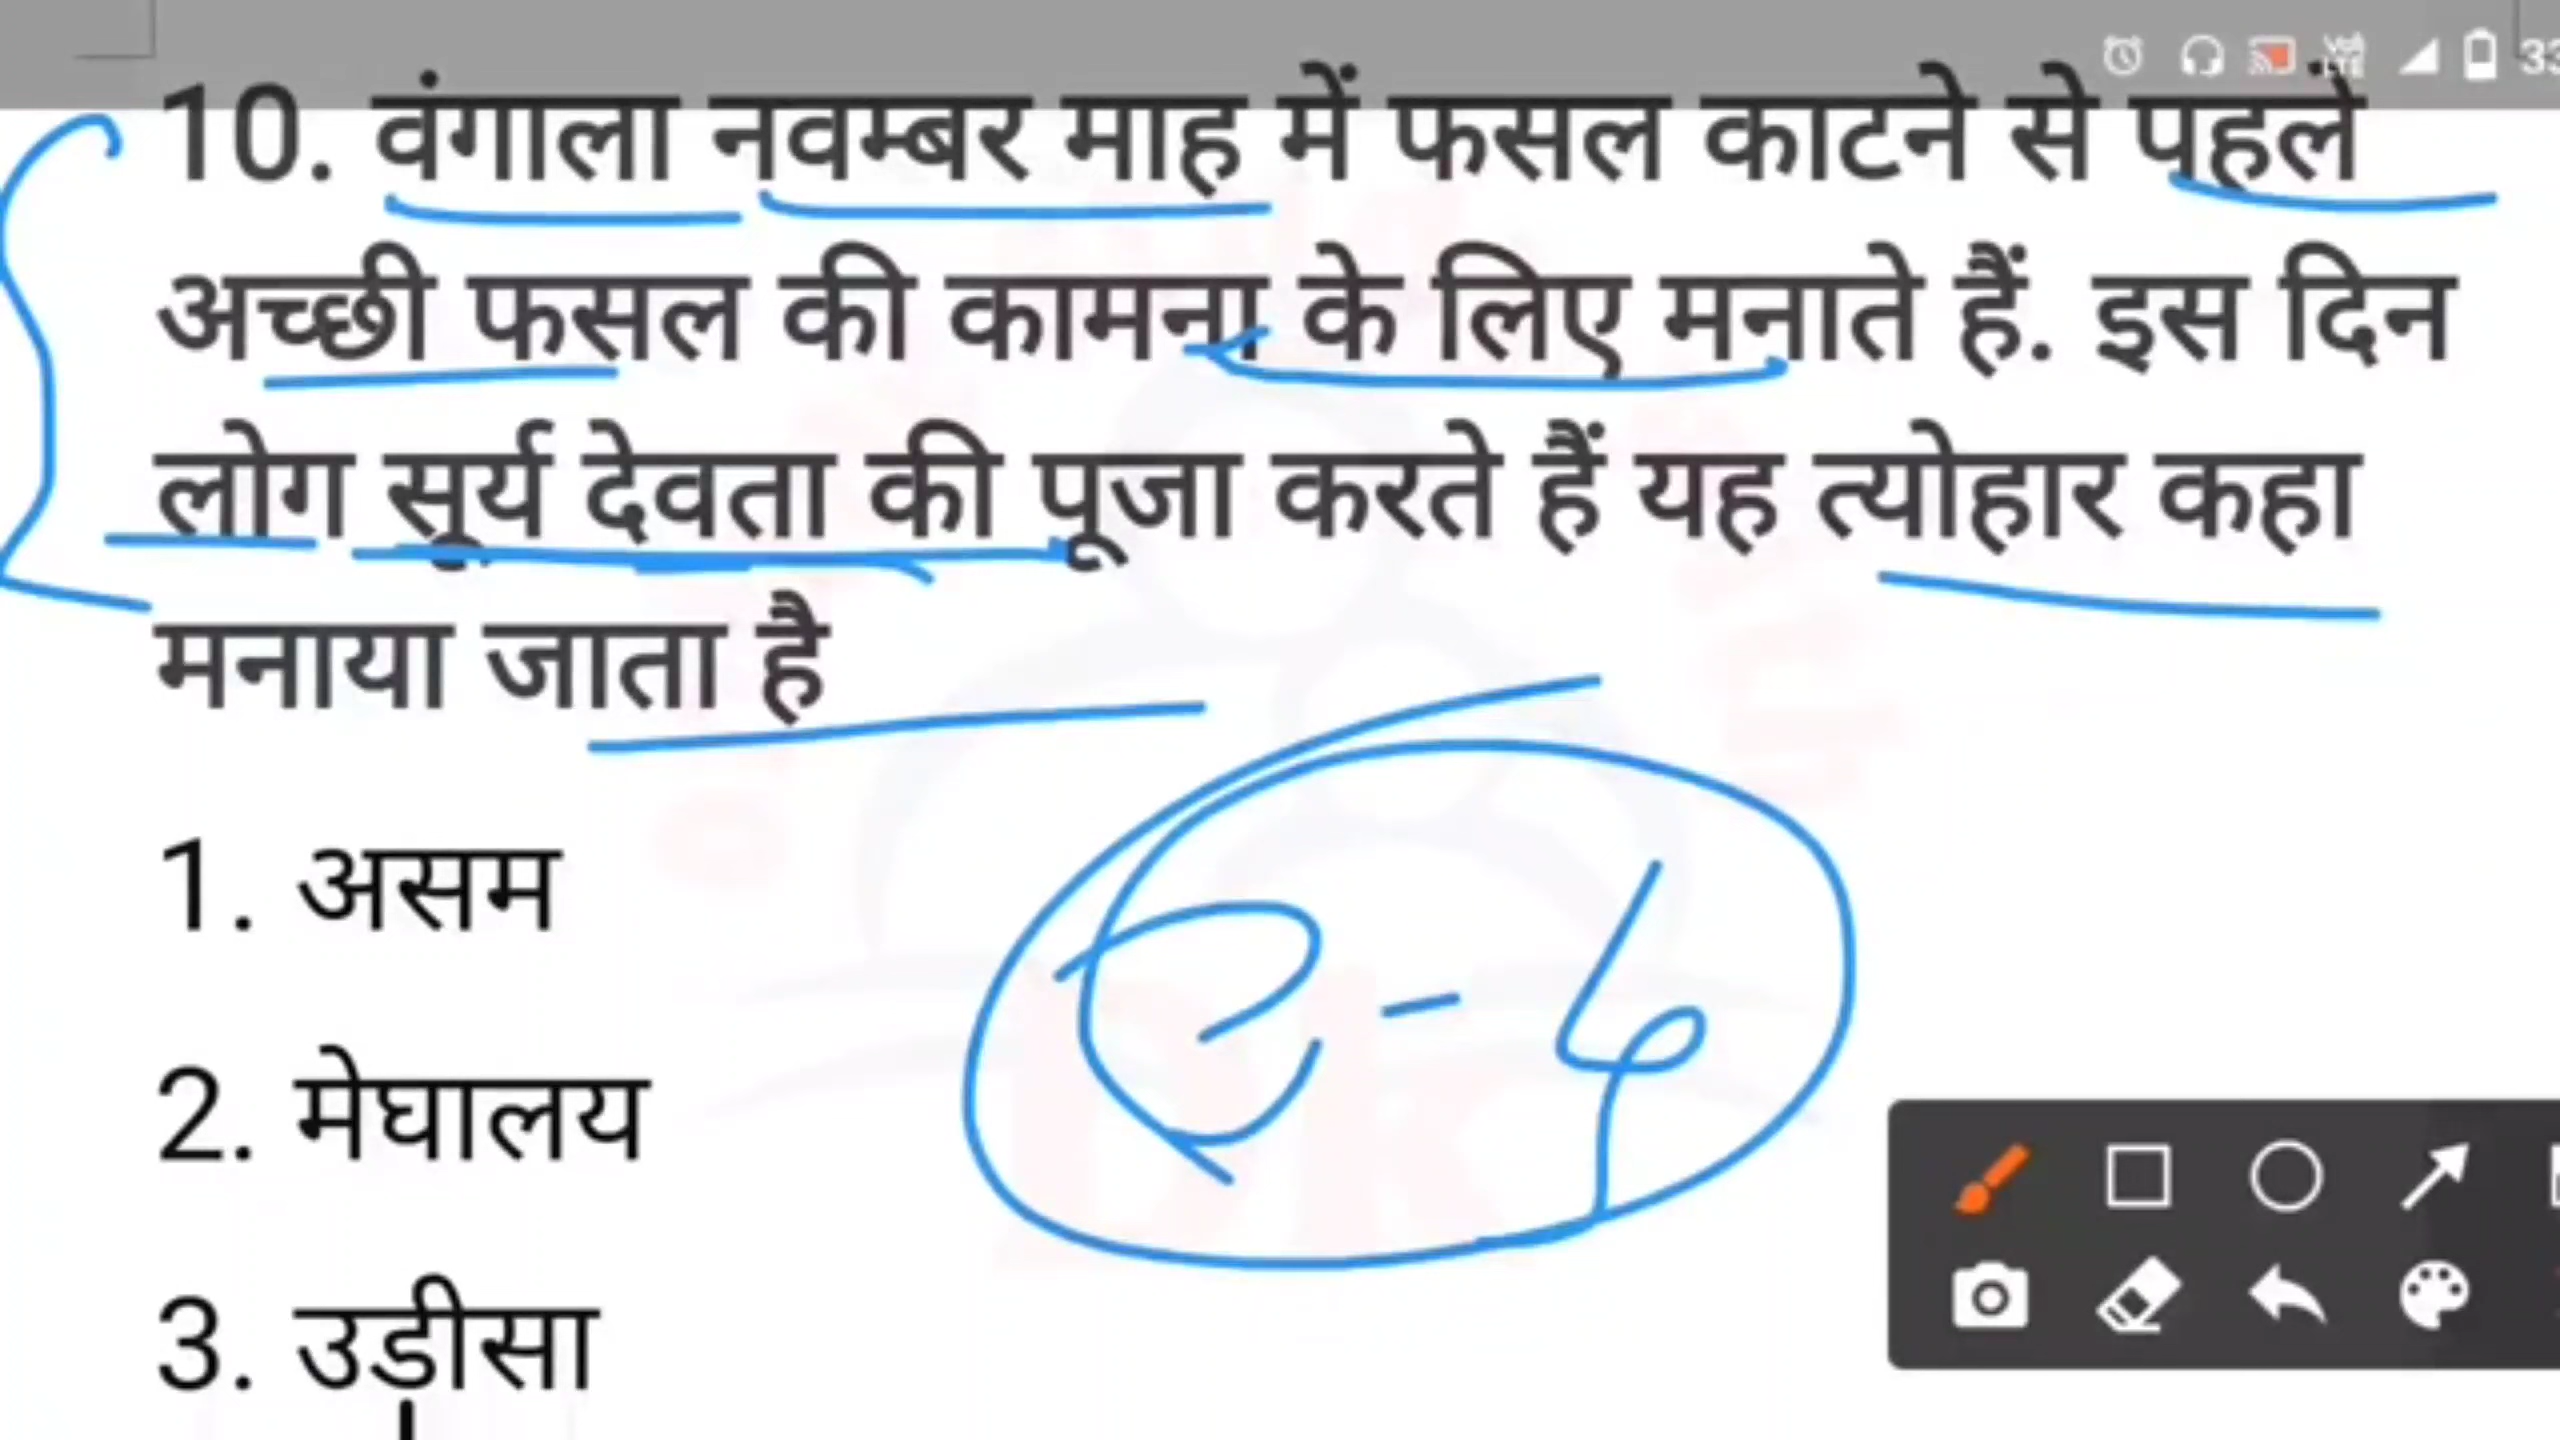 33
10. वंगाला नवम्बर माह में फसल काटने से पहले
अच्छी फसल की कामना के लिए मनाते हैं. इस दिन
लोग सूर्य देवता की पूजा करते हैं यह त्योहार कहा
मनाया जाता है
1. असम
2. मेघालय
3. उड़ीसा